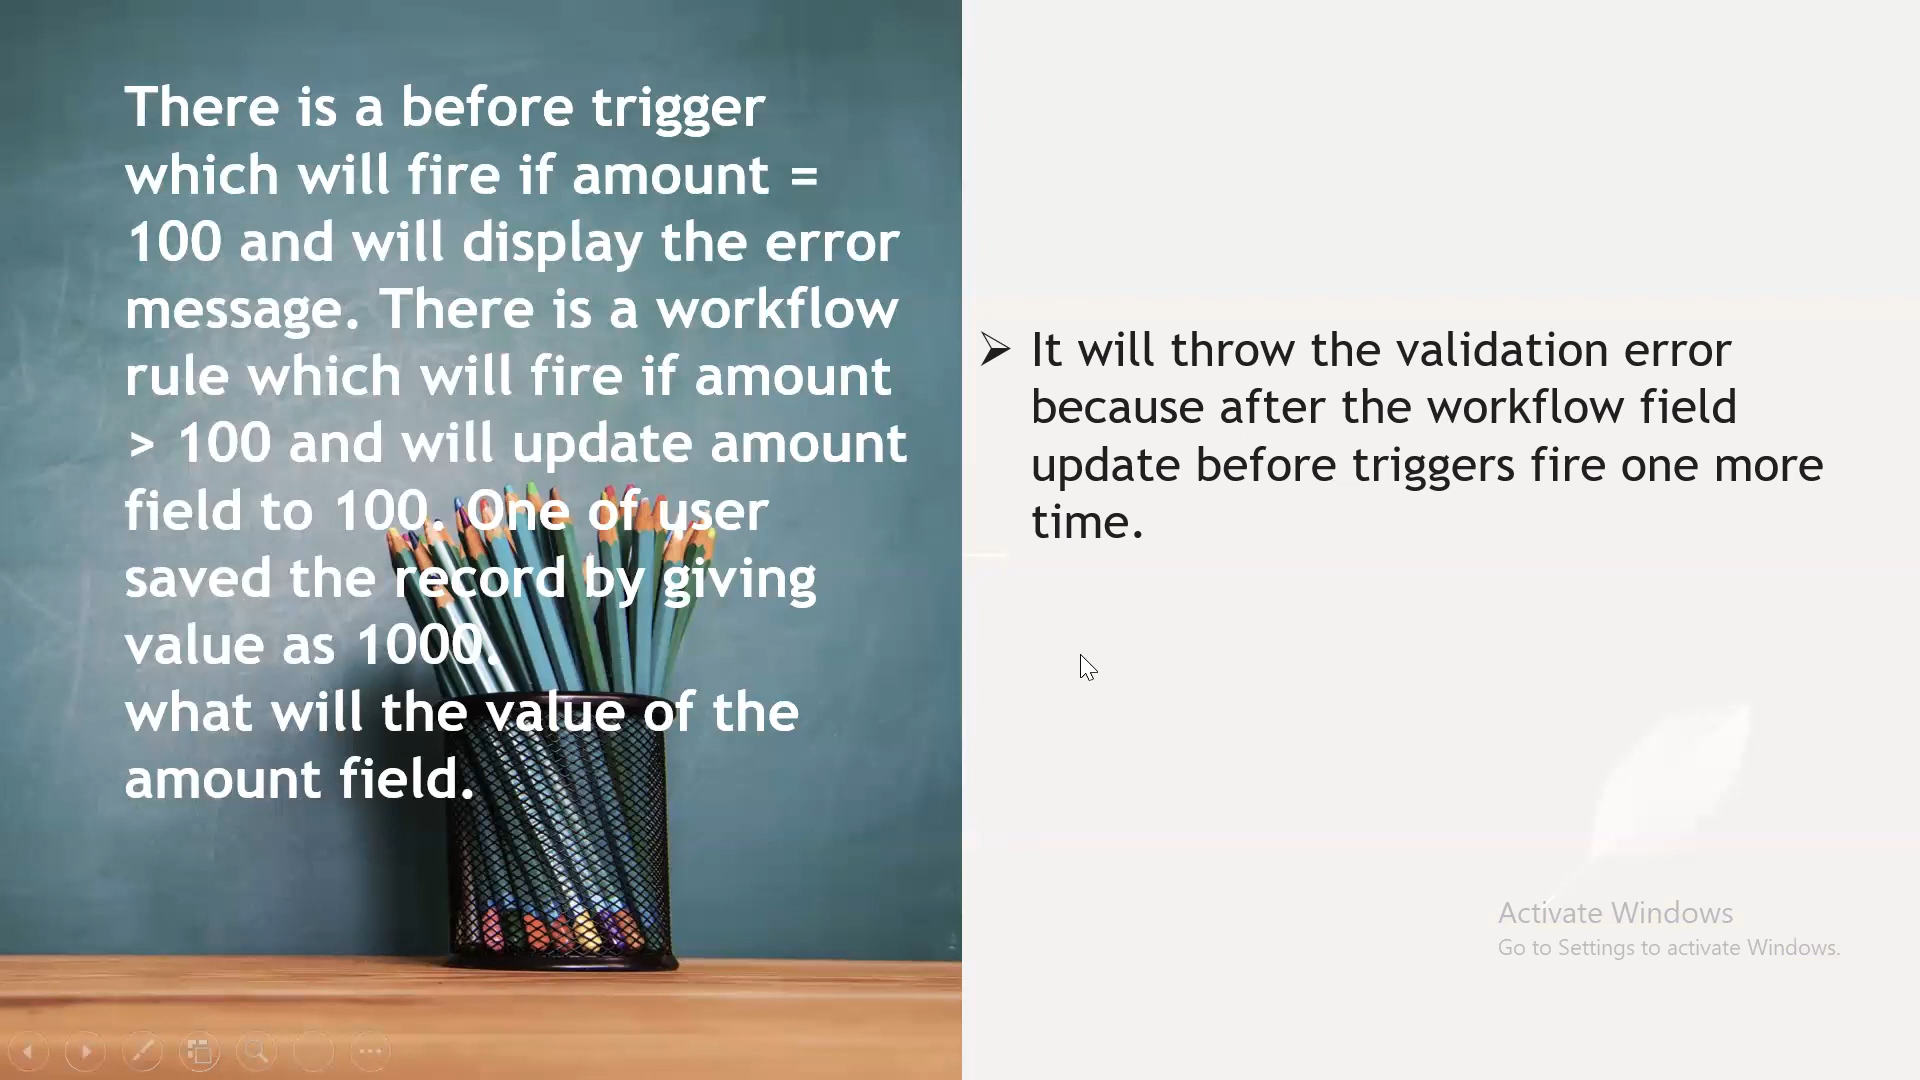 There is a before trigger
which will fire if amount =
100 and will display the error
message. There is a workflow
rule which will fire if amount
> 100 and will update amount
field to 100. One of user
saved the record by giving
value as 1000.
what will the value of the
amount field.
➢ It will throw the validation error
because after the workflow field
update before triggers fire one more
time.
Activate Windows
Go to Settings to activate Windows.